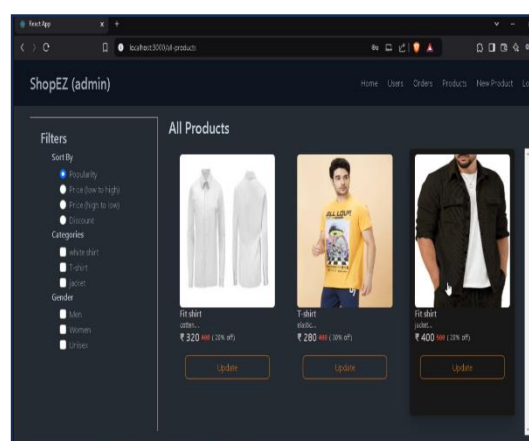 React App
localhost:3000/all-products
ShopEZ (admin)
Home Users Orders Products New Product
Filters
Sort By
Popularity
Price (low to high)
Price (high to low)
Discount
Categories
white shirt
T-shirt
jacket
Gender
Men
Women
Unisex
All Products
Fit shirt
cotten...
₹ 320 400 ( 20% off)
Update
T-shirt
elastic...
₹ 280 ( 30% off)
Update
Fit shirt
jacket...
₹ 400 500 ( 20% off)
Update